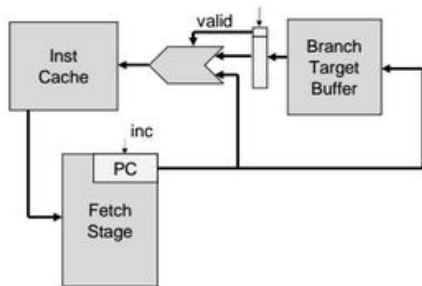 valid
Inst
Cache
Branch
Target
Buffer
inc
PC
Fetch
Stage